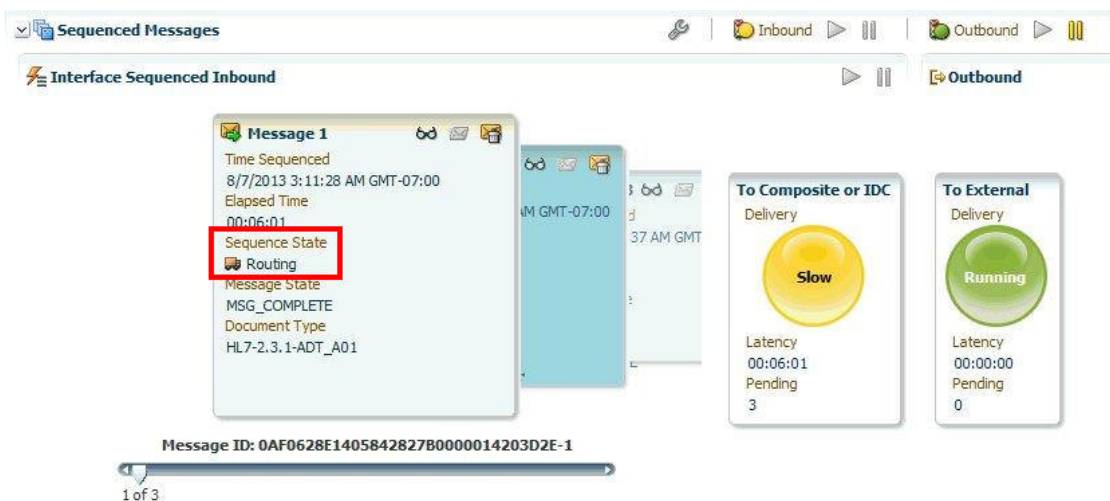 Sequenced Messages
Inbound
Outbound
Interface Sequenced Inbound
Outbound
Message 1
Time Sequenced
8/7/2013 3:11:28 AM GMT-07:00
Elapsed Time
00:06:01
Sequence State
Routing
Message State
MSG_COMPLETE
Document Type
HL7-2.3.1-ADT_A01
AM GMT-07:00
37 AM GMT
To Composite or IDC
Delivery
Slow
Latency
00:06:01
Pending
3
To External
Delivery
Running
Latency
00:00:00
Pending
0
Message ID: 0AF0628E1405842827B0000014203D2E-1
1 of 3